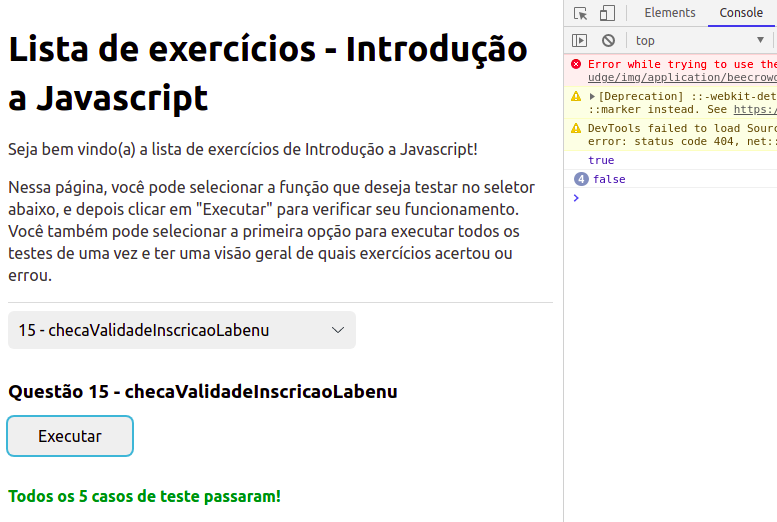 Lista de exercícios - Introdução
a Javascript
Seja bem vindo(a) a lista de exercícios de Introdução a Javascript!
Nessa página, você pode selecionar a função que deseja testar no seletor
abaixo, e depois clicar em "Executar" para verificar seu funcionamento.
Você também pode selecionar a primeira opção para executar todos os
testes de uma vez e ter uma visão geral de quais exercícios acertou ou
errou.
15 - checaValidadeInscricaoLabenu
Questão 15 - checaValidadeInscricaoLabenu
Executar
Todos os 5 casos de teste passaram!
Elements Console
top
Error while trying to use the
udge/img/application/beecrowd
[Deprecation] ::-webkit-det
::marker instead. See https:/
DevTools failed to load Sourc
error: status code 404, net::
true
4 false